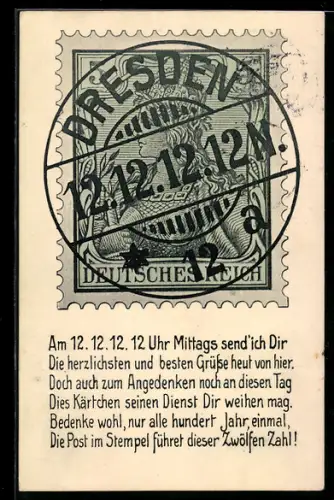 DRESDEN
12.12.12.12N.
* 12 a
DEUTSCHES REICH
Am 12.12.12.12 Uhr Mittags send'ich Dir
Die herzlichsten und besten Grüße heut von hier.
Doch auch zum Angedenken noch an diesen Tag
Dies Kärtchen seinen Dienst Dir weihen mag.
Bedenke wohl, nur alle hundert Jahr, einmal,
Die Post im Stempel führet dieser Zwölfen Zahl!